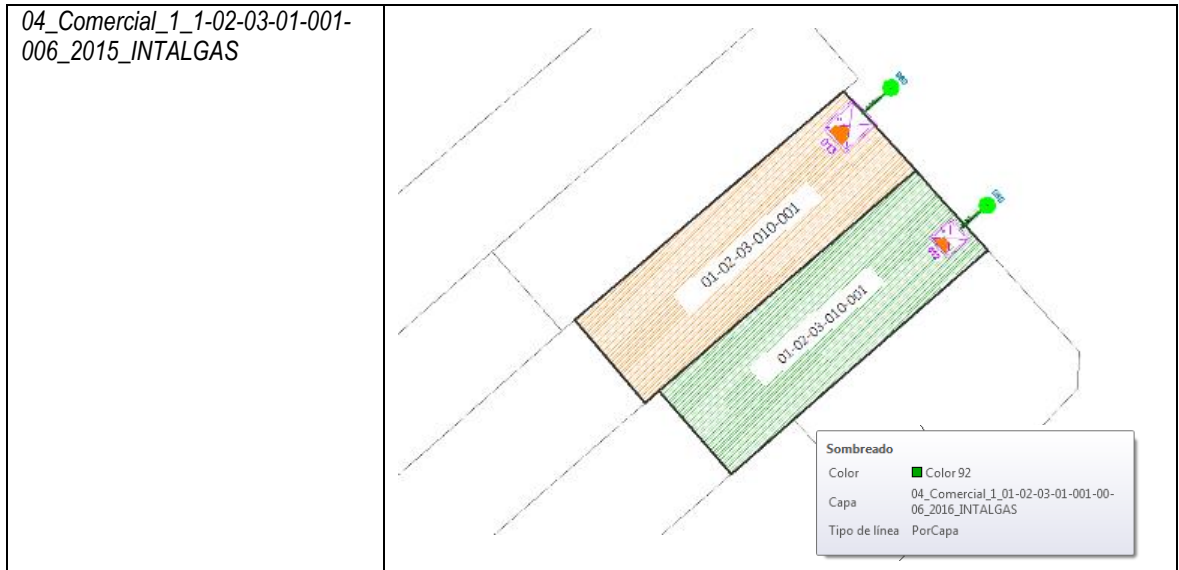 04_Comercial_1_1-02-03-01-001-
006_2015_INTALGAS
013
01-02-03-010-001
01-02-03-010-001
Sombreado
Color Color 92
Capa 04_Comercial_1_01-02-03-01-001-00-
06_2016_INTALGAS
Tipo de línea PorCapa